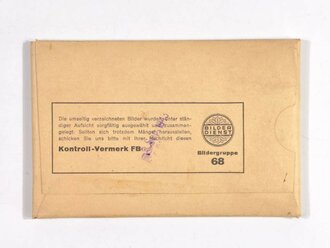 Die umseitig verzeichneten Bilder wurden unter stän-
diger Aufsicht sorgfältig ausgewählt und zusammen-
gelegt. Sollten sich trotzdem Mängel herausstellen,
schicken Sie uns bitte mit Ihrer Nachricht diesen
Kontroll-Vermerk FB
BILDER
DIENST
Bildergruppe
68